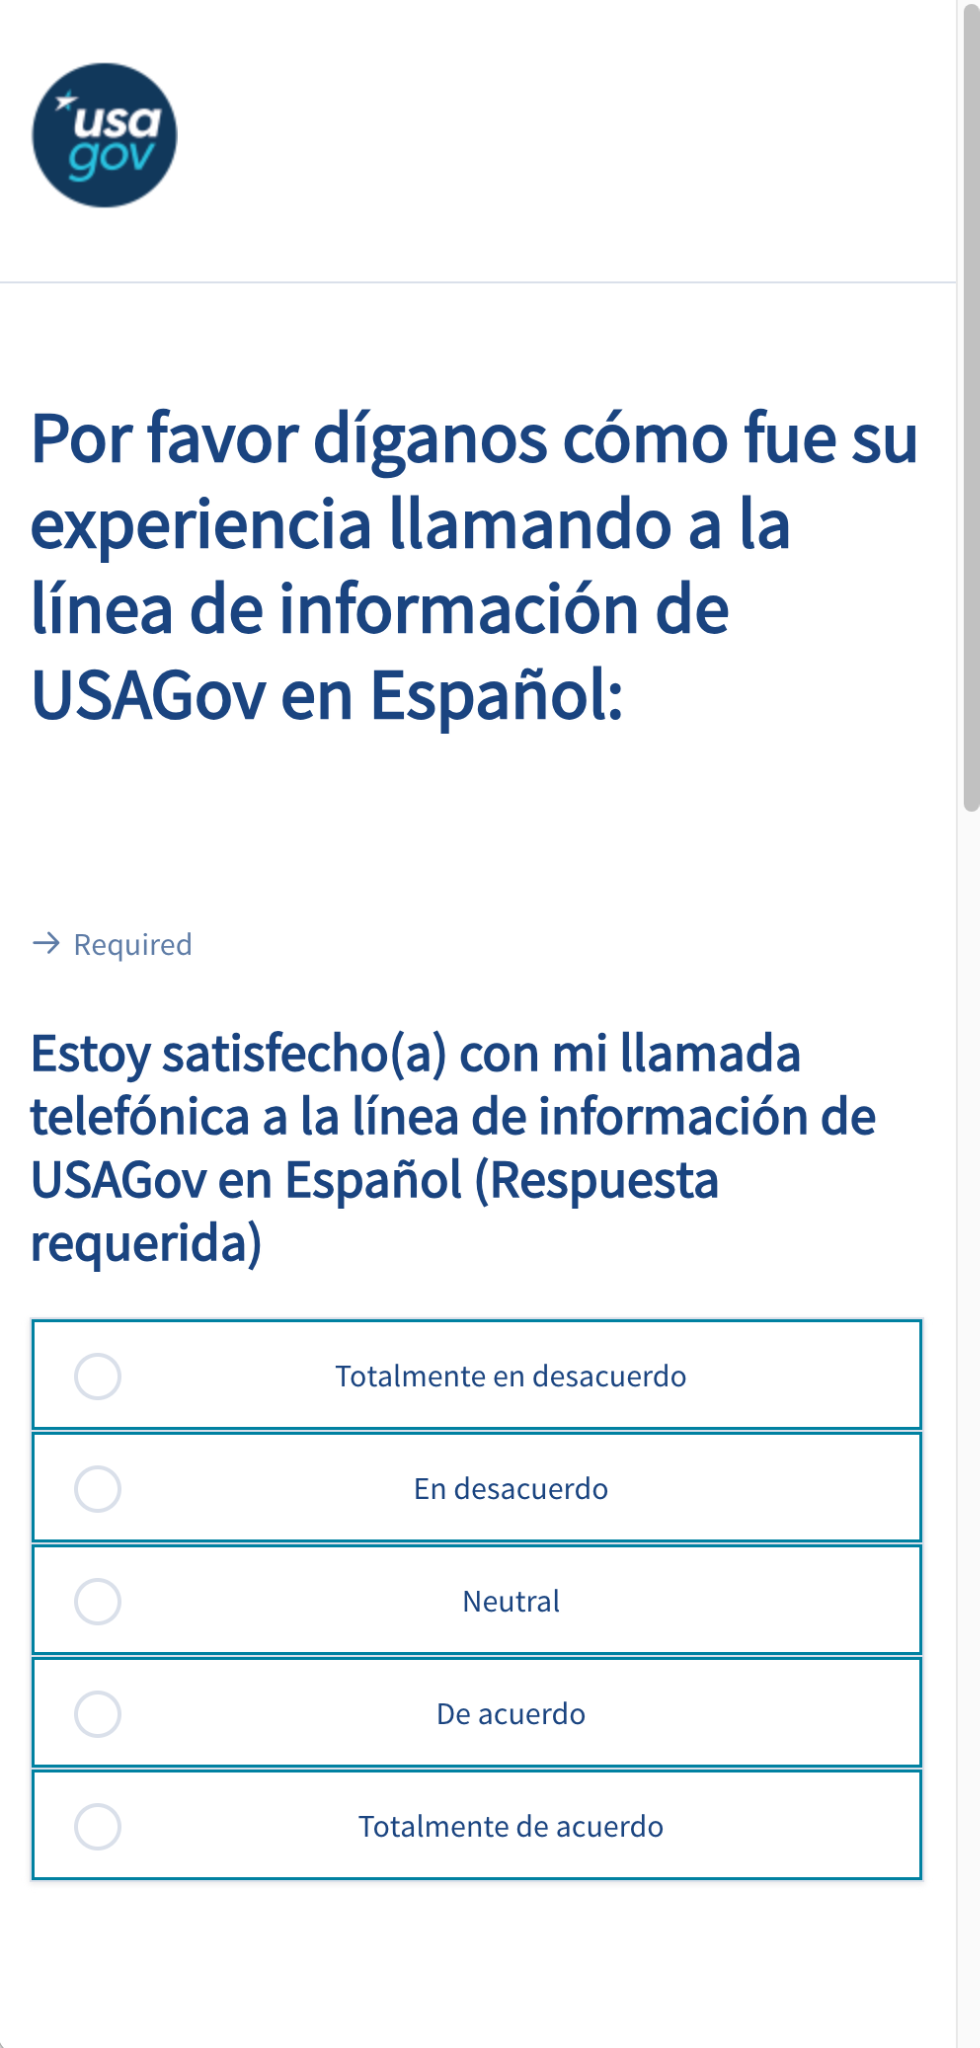 usa
gov
Por favor díganos cómo fue su
experiencia llamando a la
línea de información de
USAGov en Español:
→ Required
Estoy satisfecho(a) con mi llamada
telefónica a la línea de información de
USAGov en Español (Respuesta
requerida)
Totalmente en desacuerdo
En desacuerdo
Neutral
De acuerdo
Totalmente de acuerdo